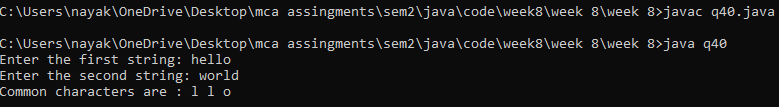 C:\Users\nayak\OneDrive\Desktop\mca assingments\sem2\java\code\week8\week 8\week 8>javac q40.java
C:\Users\nayak\OneDrive\Desktop\mca assingments\sem2\java\code\week8\week 8\week 8>java q40
Enter the first string: hello
Enter the second string: world
Common characters are : l l o